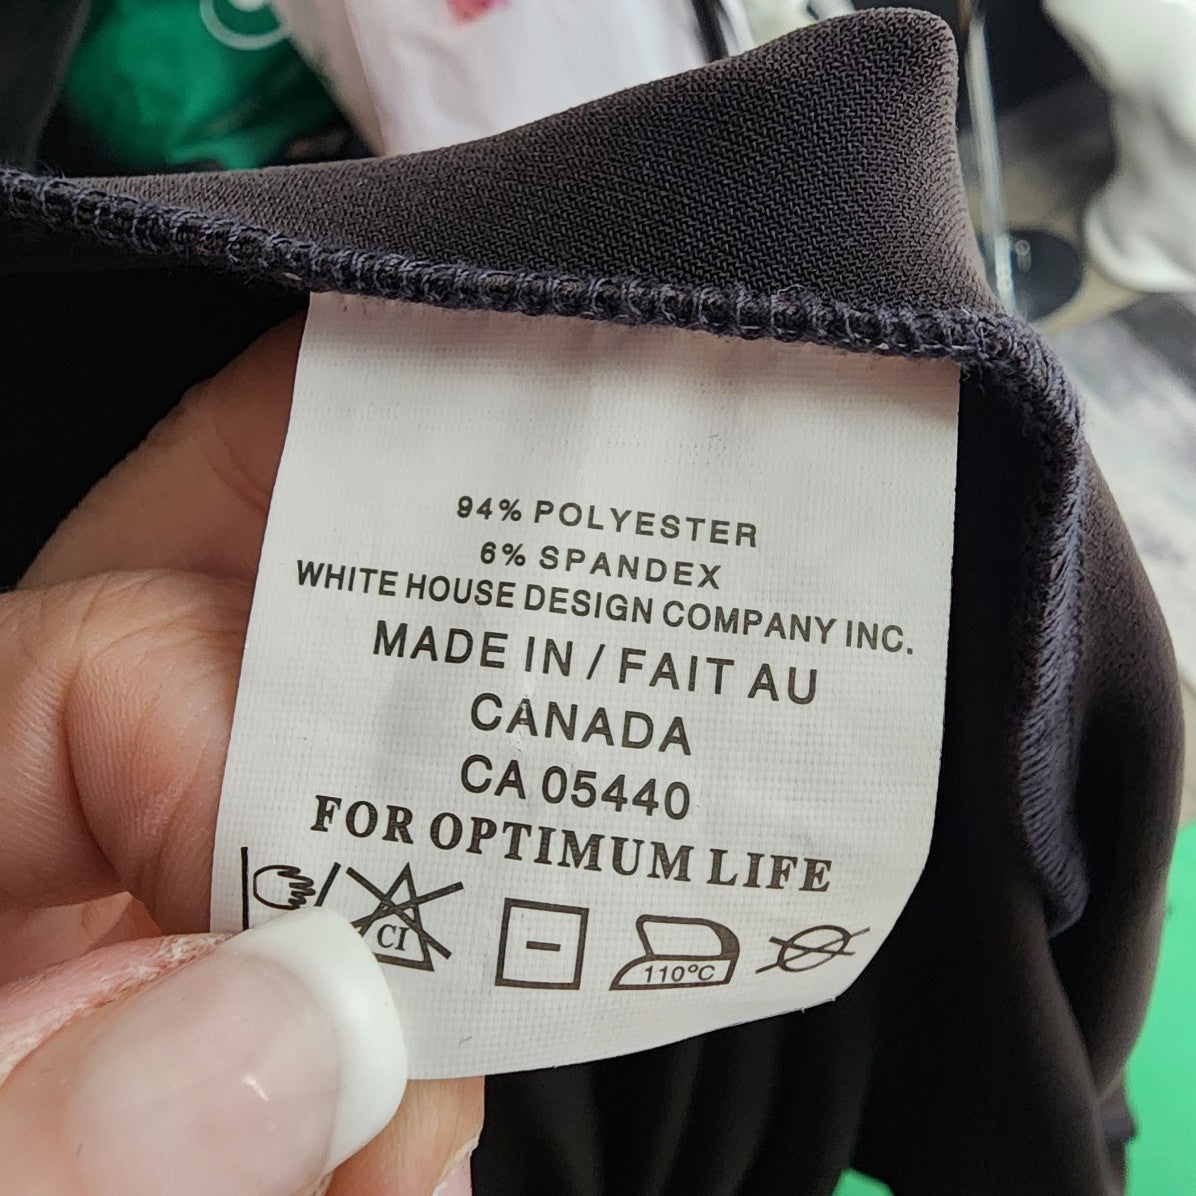 94% POLYESTER
6% SPANDEX
WHITE HOUSE DESIGN COMPANY INC.
MADE IN / FAIT AU
CANADA
CA 05440
FOR OPTIMUM LIFE
CI
110°C